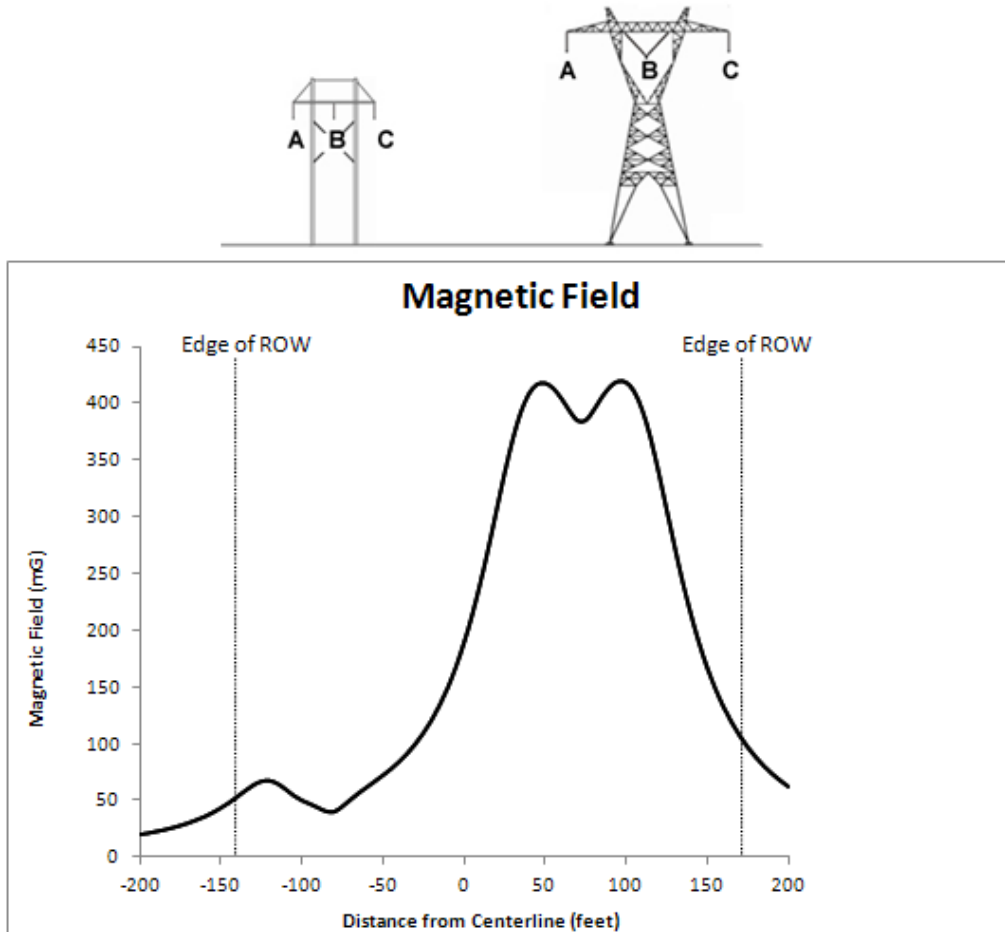 A B C
A B C
Magnetic Field
Edge of ROW Edge of ROW
450
400
350
300
250
200
150
100
50
0
Magnetic Field (mG)
-200 -150 -100 -50 0 50 100 150 200
Distance from Centerline (feet)